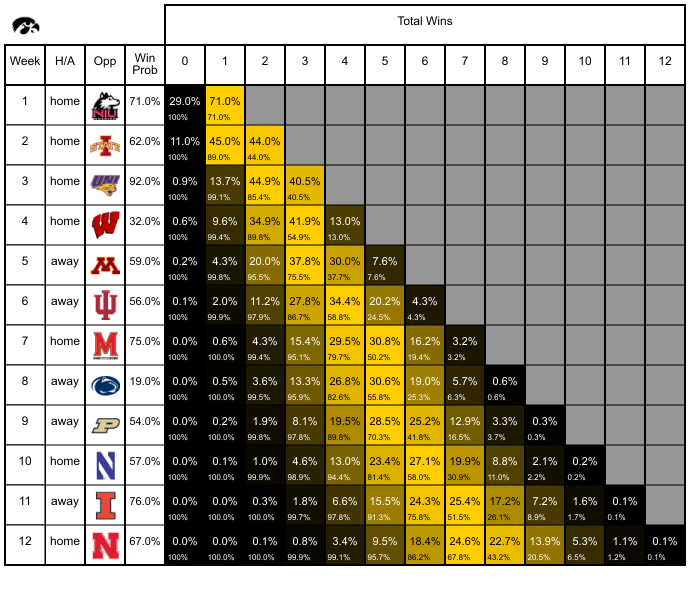 Total Wins
Week H/A Opp Win Prob 0 1 2 3 4 5 6 7 8 9 10 11 12
1 home NIU 71.0% 29.0% 71.0%
100% 71.0%
2 home STATE 62.0% 11.0% 45.0% 44.0%
100% 89.0% 44.0%
3 home UNI 92.0% 0.9% 13.7% 44.9% 40.5%
100% 99.1% 85.4% 40.5%
4 home W 32.0% 0.6% 9.6% 34.9% 41.9% 13.0%
100% 99.4% 89.8% 54.9% 13.0%
5 away M 59.0% 0.2% 4.3% 20.0% 37.8% 30.0% 7.6%
100% 99.8% 95.5% 75.5% 37.7% 7.6%
6 away 56.0% 0.1% 2.0% 11.2% 27.8% 34.4% 20.2% 4.3%
100% 99.9% 97.9% 86.7% 58.8% 24.5% 4.3%
7 home M 75.0% 0.0% 0.6% 4.3% 15.4% 29.5% 30.8% 16.2% 3.2%
100% 100.0% 99.4% 95.1% 79.7% 50.2% 19.4% 3.2%
8 away 19.0% 0.0% 0.5% 3.6% 13.3% 26.8% 30.6% 19.0% 5.7% 0.6%
100% 100.0% 99.5% 95.9% 82.6% 55.8% 25.3% 6.3% 0.6%
9 away P 54.0% 0.0% 0.2% 1.9% 8.1% 19.5% 28.5% 25.2% 12.9% 3.3% 0.3%
100% 100.0% 99.8% 97.8% 89.8% 70.3% 41.8% 16.5% 3.7% 0.3%
10 home N 57.0% 0.0% 0.1% 1.0% 4.6% 13.0% 23.4% 27.1% 19.9% 8.8% 2.1% 0.2%
100% 100.0% 99.9% 98.9% 94.4% 81.4% 58.0% 30.9% 11.0% 2.2% 0.2%
11 away I 76.0% 0.0% 0.0% 0.3% 1.8% 6.6% 15.5% 24.3% 25.4% 17.2% 7.2% 1.6% 0.1%
100% 100.0% 100.0% 99.7% 97.8% 91.3% 75.8% 51.5% 26.1% 8.9% 1.7% 0.1%
12 home N 67.0% 0.0% 0.0% 0.1% 0.8% 3.4% 9.5% 18.4% 24.6% 22.7% 13.9% 5.3% 1.1% 0.1%
100% 100.0% 100.0% 99.9% 99.1% 95.7% 86.2% 67.8% 43.2% 20.5% 6.5% 1.2% 0.1%